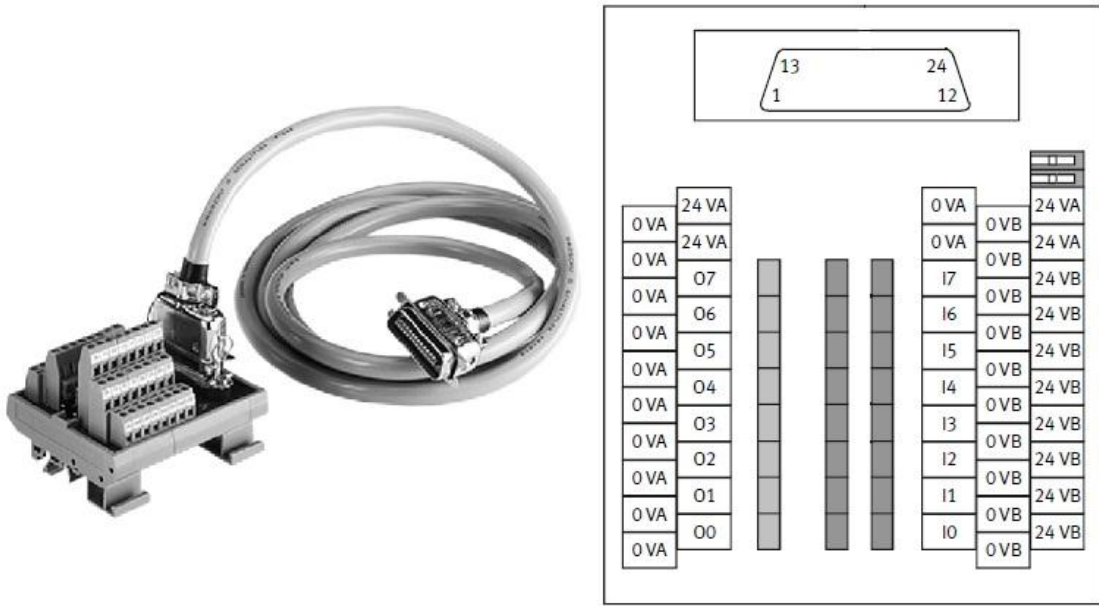 13 24
1 12
24 VA 0 VA 24 VA
0 VA 0 VB
24 VA 0 VA 24 VA
0 VA 0 VB
O7 I7 24 VB
0 VA 0 VB
O6 I6 24 VB
0 VA 0 VB
O5 I5 24 VB
0 VA 0 VB
O4 I4 24 VB
0 VA 0 VB
O3 I3 24 VB
0 VA 0 VB
O2 I2 24 VB
0 VA 0 VB
O1 I1 24 VB
0 VA 0 VB
O0 I0 24 VB
0 VA 0 VB